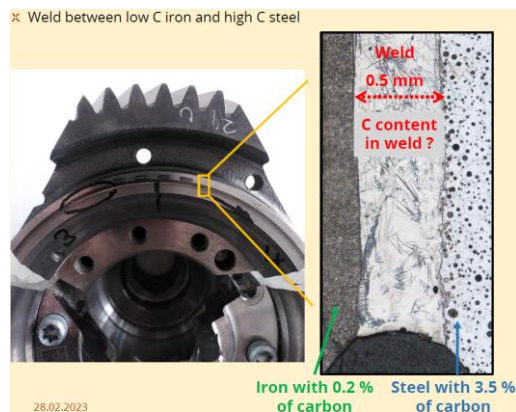 Weld between low C iron and high C steel
Weld
0.5 mm
C content
in weld ?
3
Iron with 0.2 %
of carbon
Steel with 3.5 %
of carbon
28.02.2023